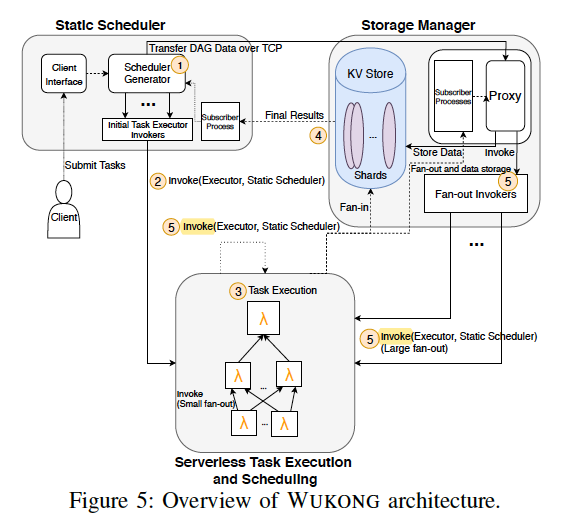 Static Scheduler
Storage Manager
Transfer DAG Data over TCP
Client
Interface
Scheduler
Generator
1
...
Initial Task Executor
Invokers
Subscriber
Process
Final Results
4
KV Store
...
Shards
Subscriber
Processes
Proxy
Store Data
Invoke
Fan-out and data storage
5
Fan-out Invokers
...
Submit Tasks
Client
2 Invoke(Executor, Static Scheduler)
Fan-in
5 Invoke(Executor, Static Scheduler)
3 Task Execution
λ
λ
λ
...
Invoke
(Small fan-out)
λ
...
λ
5 Invoke(Executor, Static Scheduler)
(Large fan-out)
Serverless Task Execution
and Scheduling
Figure 5: Overview of WUKONG architecture.